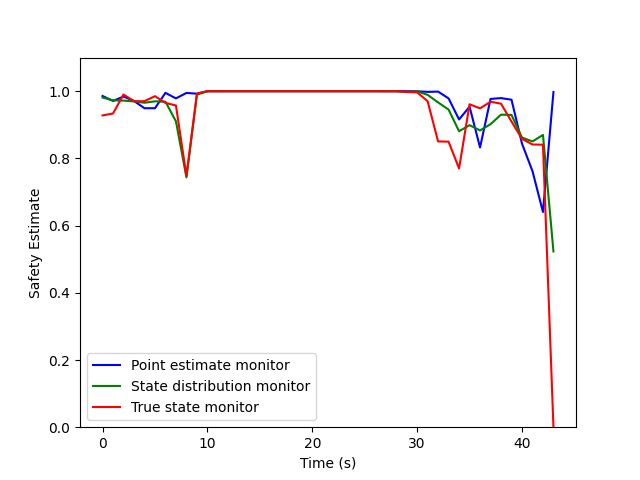 1.0
0.8
0.6
0.4
0.2
0.0
Safety Estimate
Point estimate monitor
State distribution monitor
True state monitor
0 10 20 30 40
Time (s)